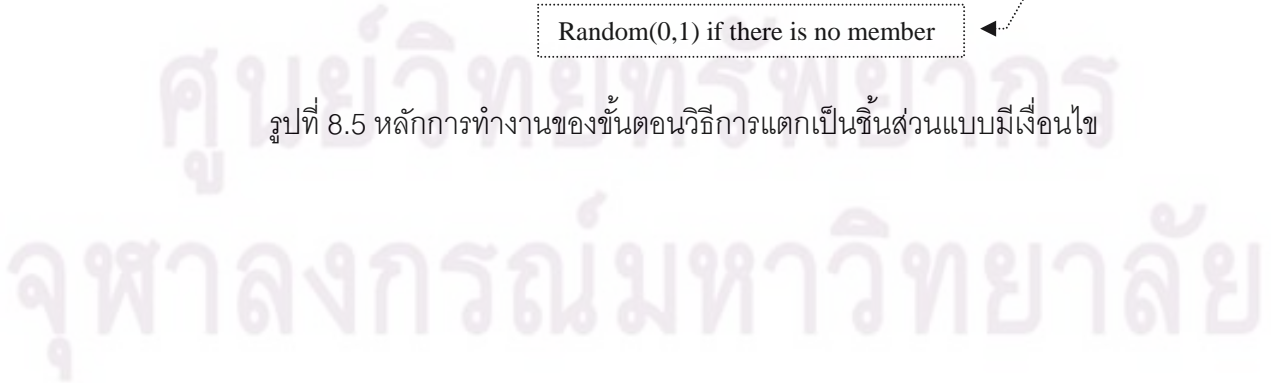 Random(0,1) if there is no member
ศูนย์วิทยทรัพยากร
รูปที่ 8.5 หลักการทำงานของขั้นตอนวิธีการแตกเป็นชิ้นส่วนแบบมีเงื่อนไข
จุฬาลงกรณ์มหาวิทยาลัย